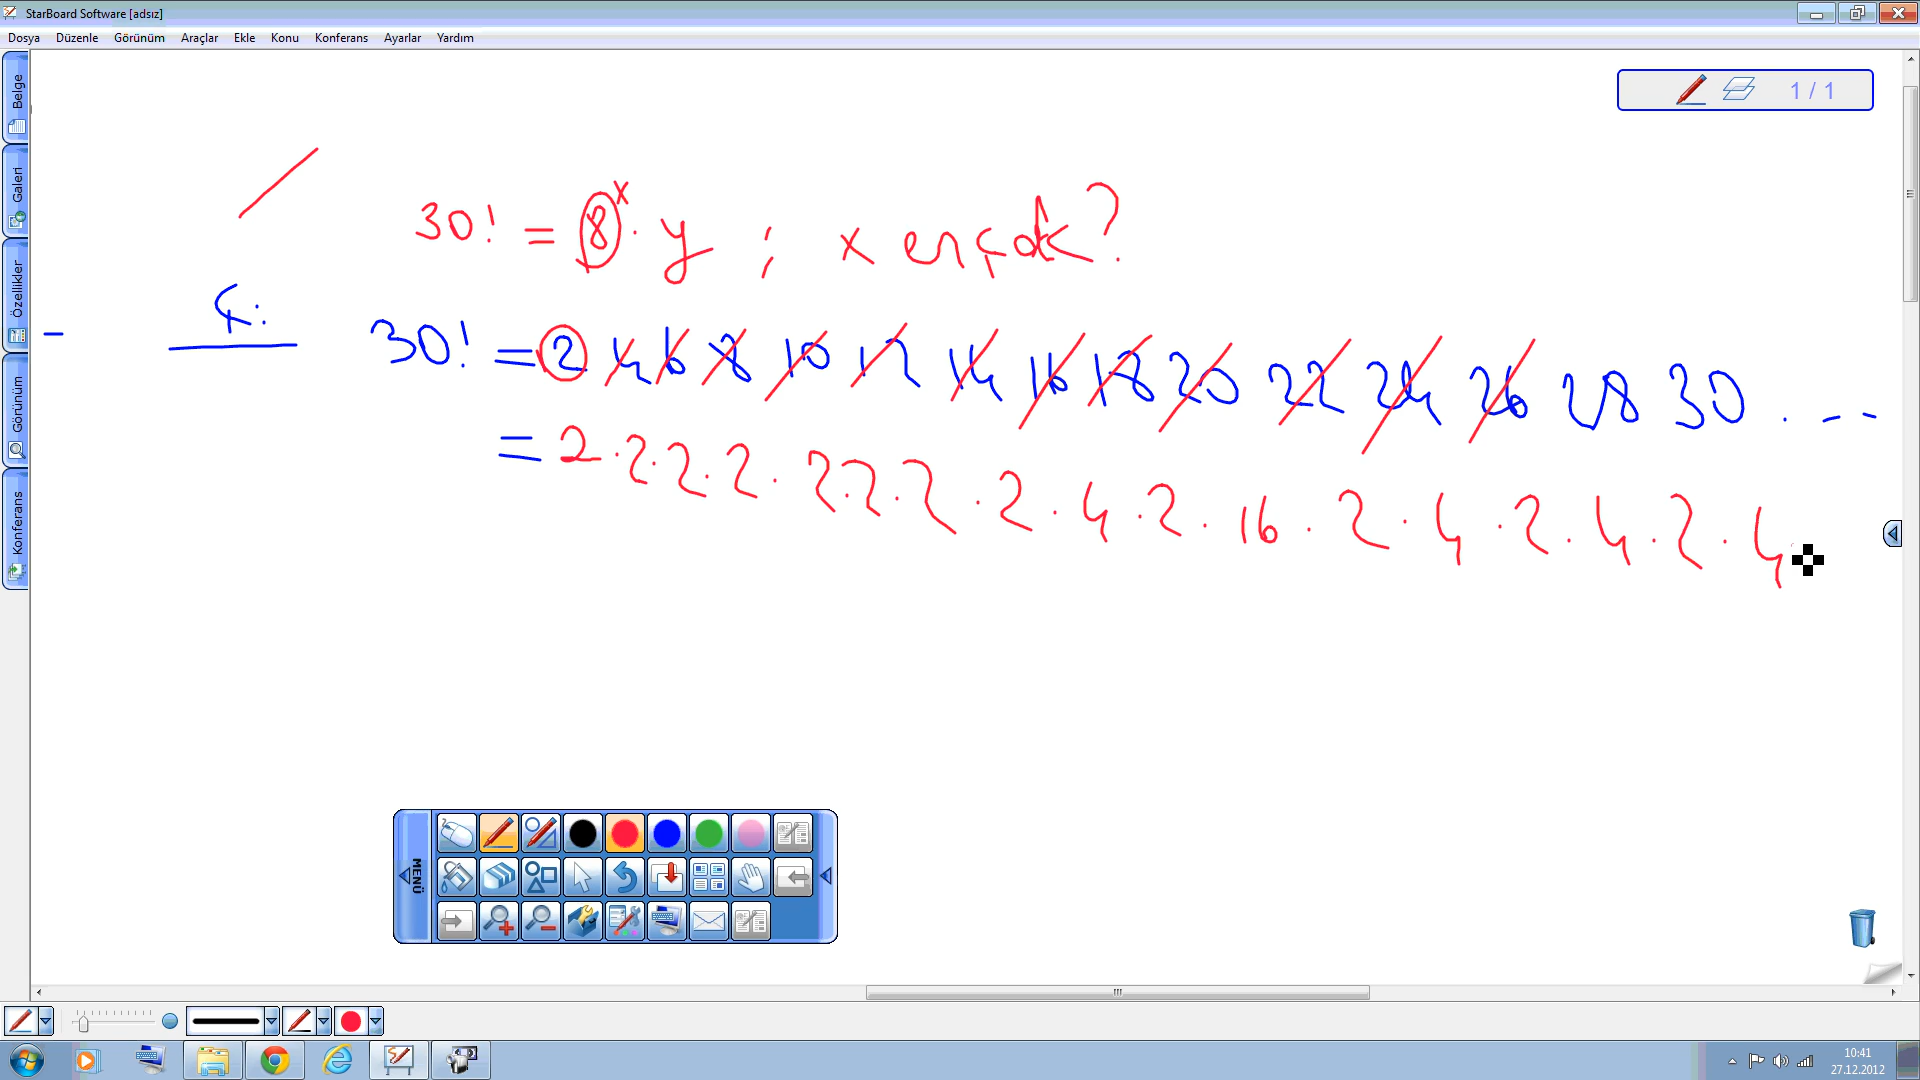 StarBoard Software [adsız]
Dosya Düzenle Görünüm Araçlar Ekle Konu Konferans Ayarlar Yardım
Belge
Galeri
Özellikler
Görünüm
Konferans
1 / 1
30! = 8^x · y ; x ençok?
Ç:
30! = 2 4 6 8 10 12 14 16 18 20 22 24 26 28 30 . - -
= 2 · 2 · 2 · 2 · 2 · 2 · 2 · 2 · 4 · 2 · 16 · 2 · 4 · 2 · 4 · 2 · 4
MENÜ
10:41
27.12.2012